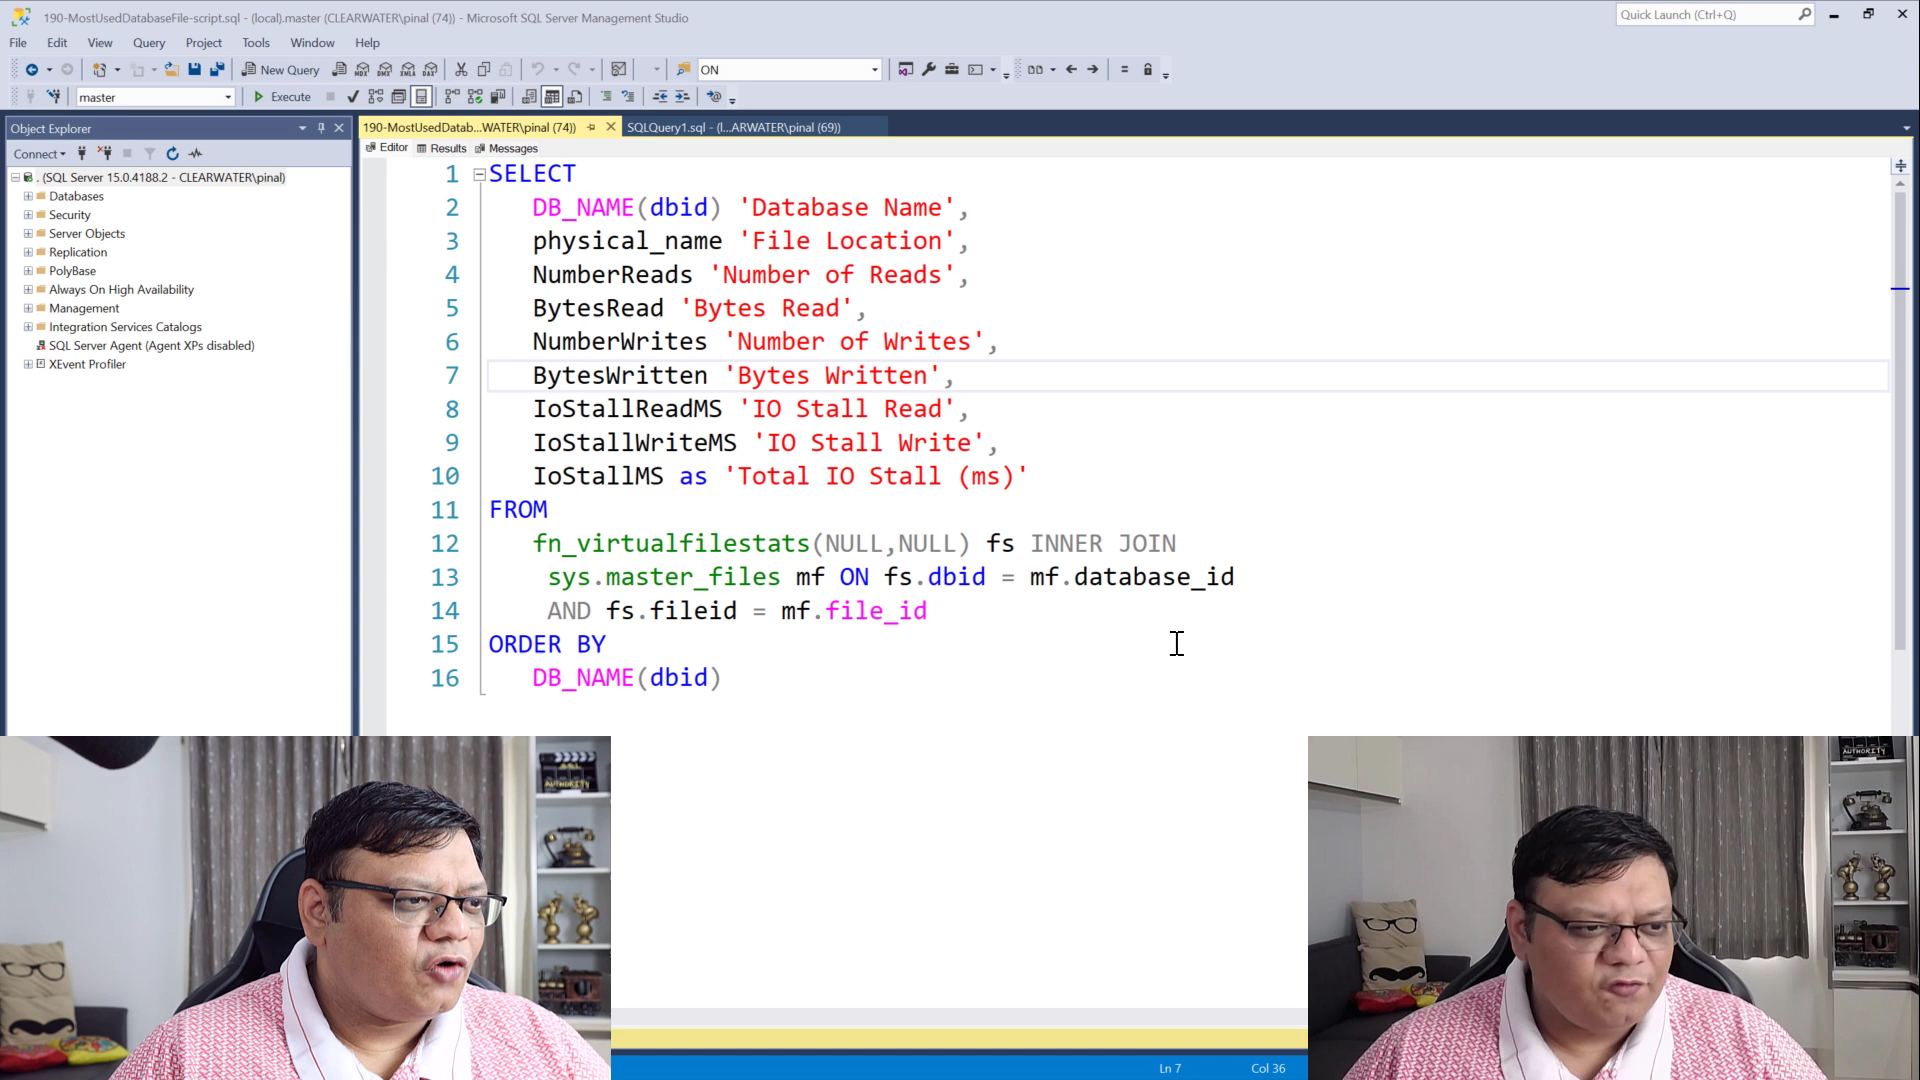 190-MostUsedDatabaseFile-script.sql - (local).master (CLEARWATER\pinal (74)) - Microsoft SQL Server Management Studio
Quick Launch (Ctrl+Q)
File Edit View Query Project Tools Window Help
New Query
ON
master
Execute
Object Explorer
190-MostUsedDatab...WATER\pinal (74))
SQLQuery1.sql - (l...ARWATER\pinal (69))
Connect
Editor Results Messages
. (SQL Server 15.0.4188.2 - CLEARWATER\pinal)
Databases
Security
Server Objects
Replication
PolyBase
Always On High Availability
Management
Integration Services Catalogs
SQL Server Agent (Agent XPs disabled)
XEvent Profiler
1 SELECT
2 DB_NAME(dbid) 'Database Name',
3 physical_name 'File Location',
4 NumberReads 'Number of Reads',
5 BytesRead 'Bytes Read',
6 NumberWrites 'Number of Writes',
7 BytesWritten 'Bytes Written',
8 IoStallReadMS 'IO Stall Read',
9 IoStallWriteMS 'IO Stall Write',
10 IoStallMS as 'Total IO Stall (ms)'
11 FROM
12 fn_virtualfilestats(NULL,NULL) fs INNER JOIN
13 sys.master_files mf ON fs.dbid = mf.database_id
14 AND fs.fileid = mf.file_id
15 ORDER BY
16 DB_NAME(dbid)
AUTHORITY
AUTHORITY
Ln 7 Col 36